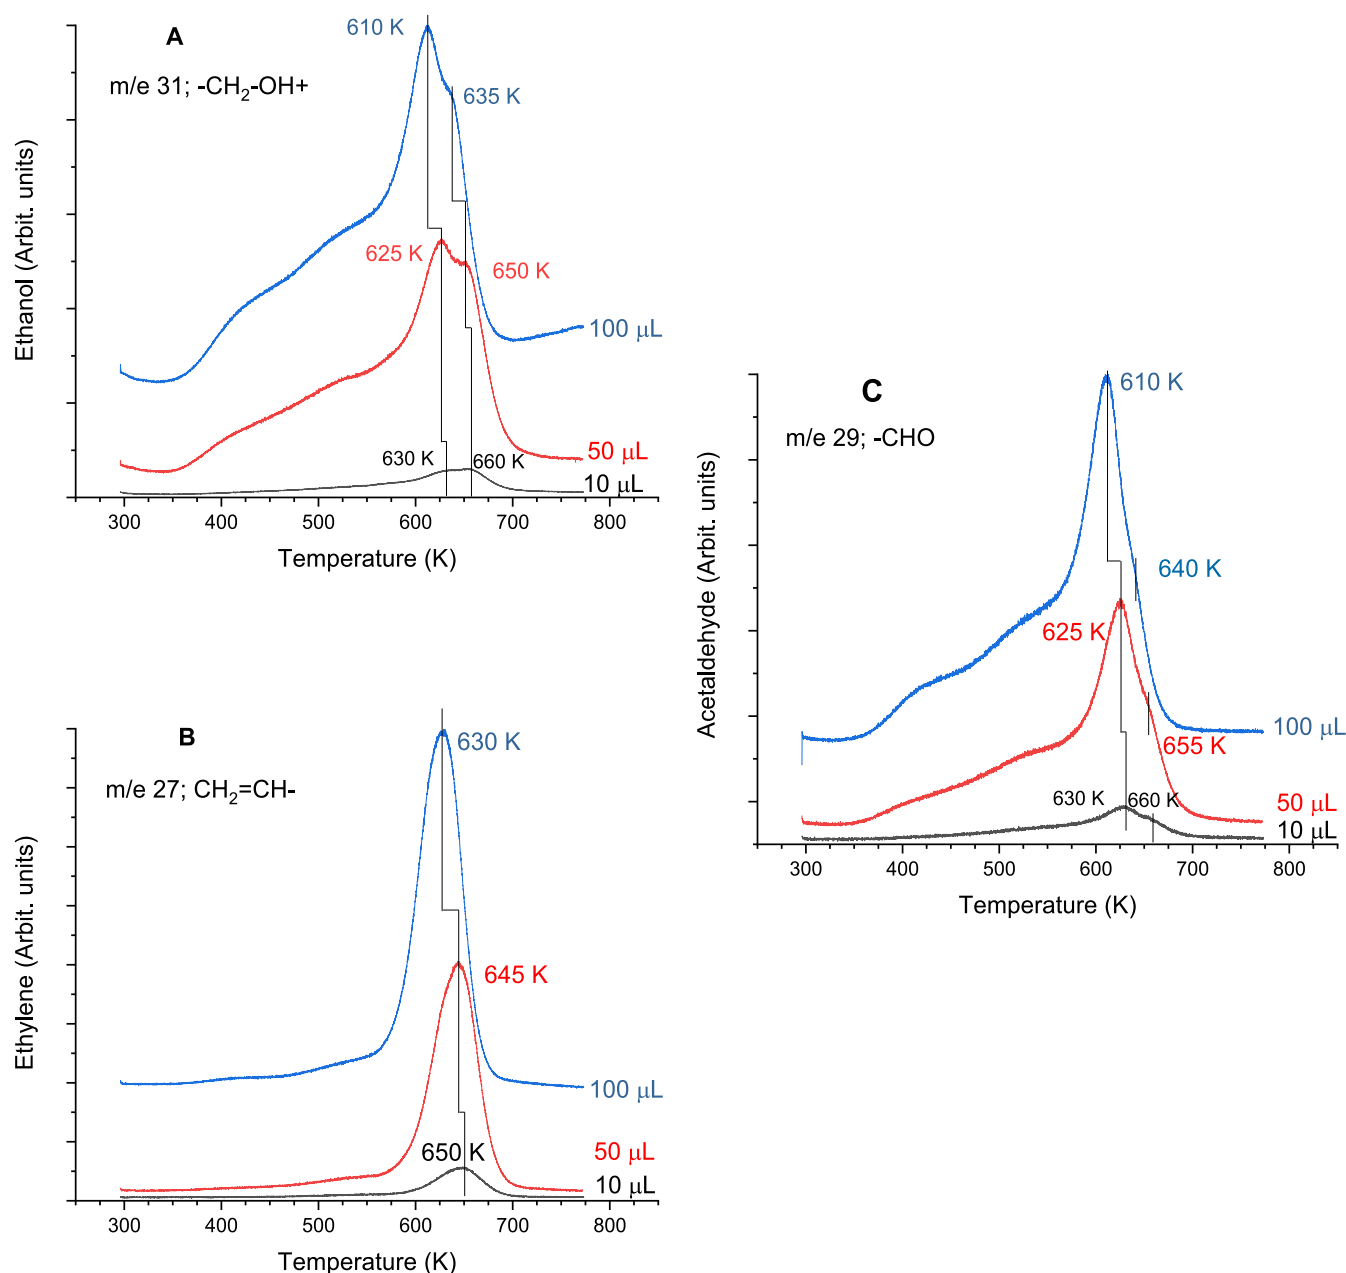 A
m/e 31; -CH₂-OH+
610 K
635 K
625 K
650 K
630 K
660 K
100 μL
50 μL
10 μL
Ethanol (Arbit. units)
300 400 500 600 700 800
Temperature (K)
B
m/e 27; CH₂=CH-
630 K
645 K
650 K
100 μL
50 μL
10 μL
Ethylene (Arbit. units)
300 400 500 600 700 800
Temperature (K)
C
m/e 29; -CHO
610 K
640 K
625 K
655 K
630 K
660 K
100 μL
50 μL
10 μL
Acetaldehyde (Arbit. units)
300 400 500 600 700 800
Temperature (K)